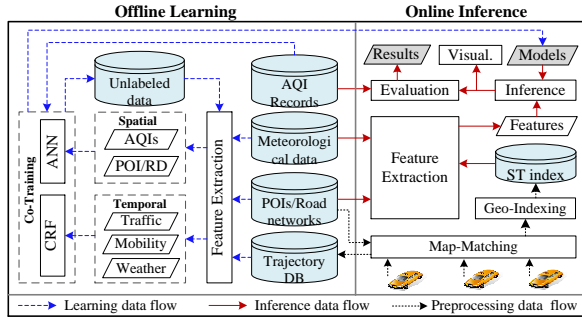 Offline Learning
Online Inference
Unlabeled
data
AQI
Records
Results
Visual.
Models
Evaluation
Inference
Features
Co-Training
ANN
CRF
Spatial
AQIs
POI/RD
Temporal
Traffic
Mobility
Weather
Feature Extraction
Meteorologi
cal data
POIs/Road
networks
Trajectory
DB
Feature
Extraction
ST index
Geo-Indexing
Map-Matching
Learning data flow
Inference data flow
Preprocessing data flow